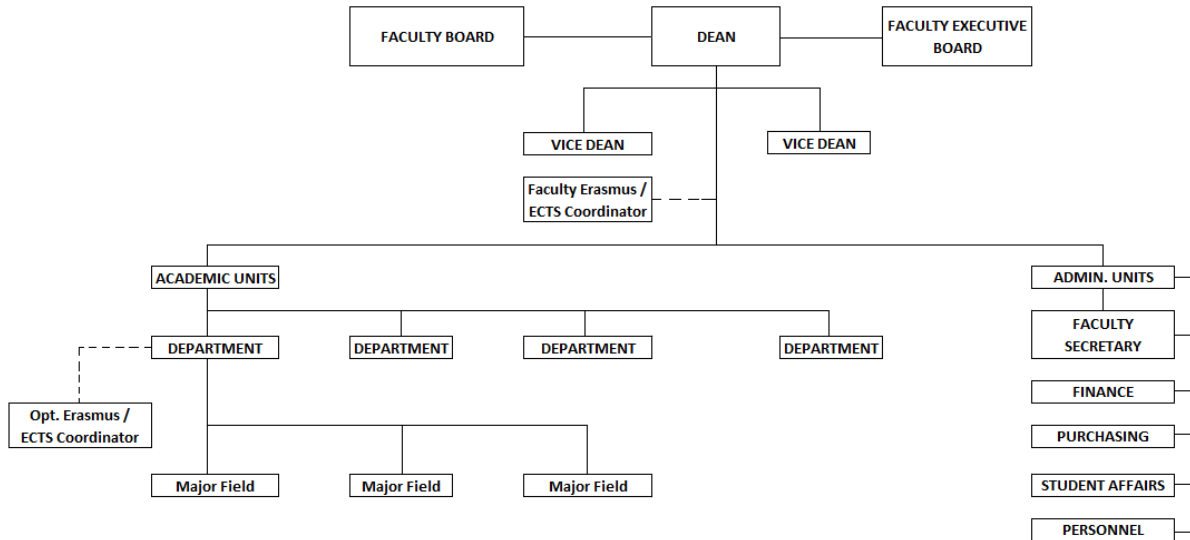 FACULTY BOARD
DEAN
FACULTY EXECUTIVE
BOARD
VICE DEAN
VICE DEAN
Faculty Erasmus /
ECTS Coordinator
ACADEMIC UNITS
ADMIN. UNITS
DEPARTMENT
DEPARTMENT
DEPARTMENT
DEPARTMENT
FACULTY
SECRETARY
Opt. Erasmus /
ECTS Coordinator
FINANCE
PURCHASING
Major Field
Major Field
Major Field
STUDENT AFFAIRS
PERSONNEL